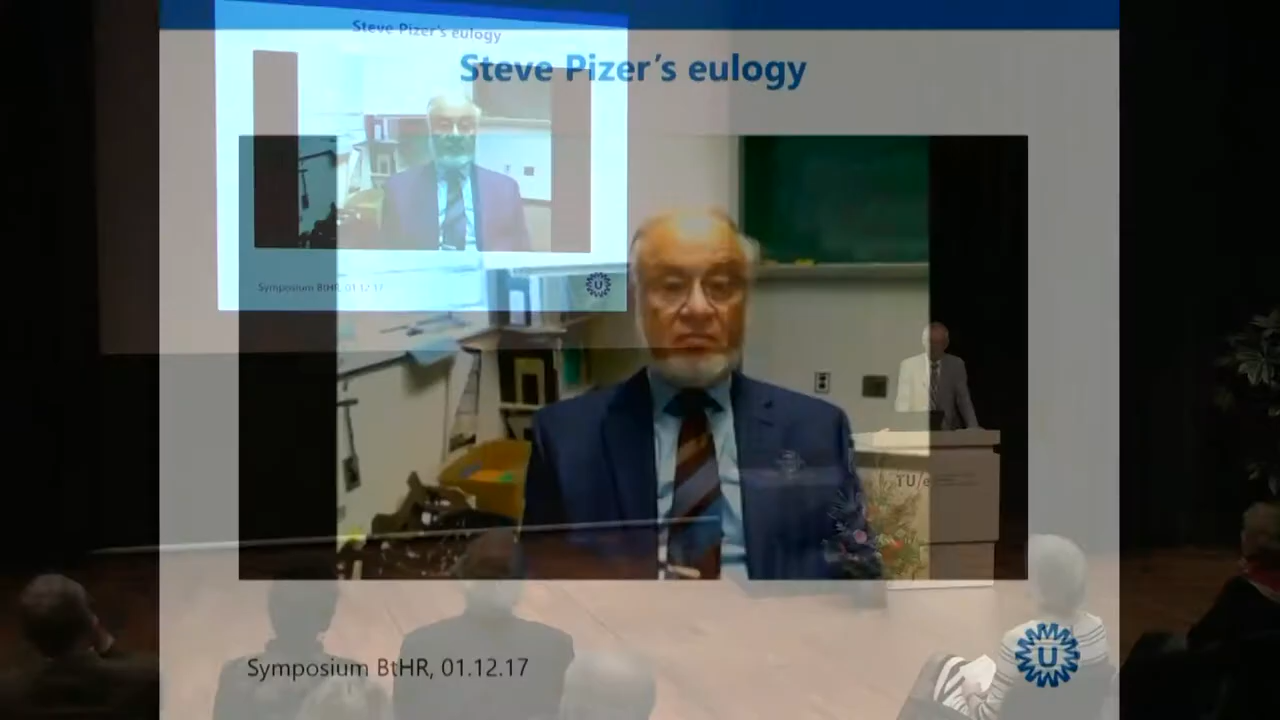 Steve Pizer's eulogy
Steve Pizer’s eulogy
Symposium BtHR, 01.12.17
TU/e
Symposium BtHR, 01.12.17
U
U